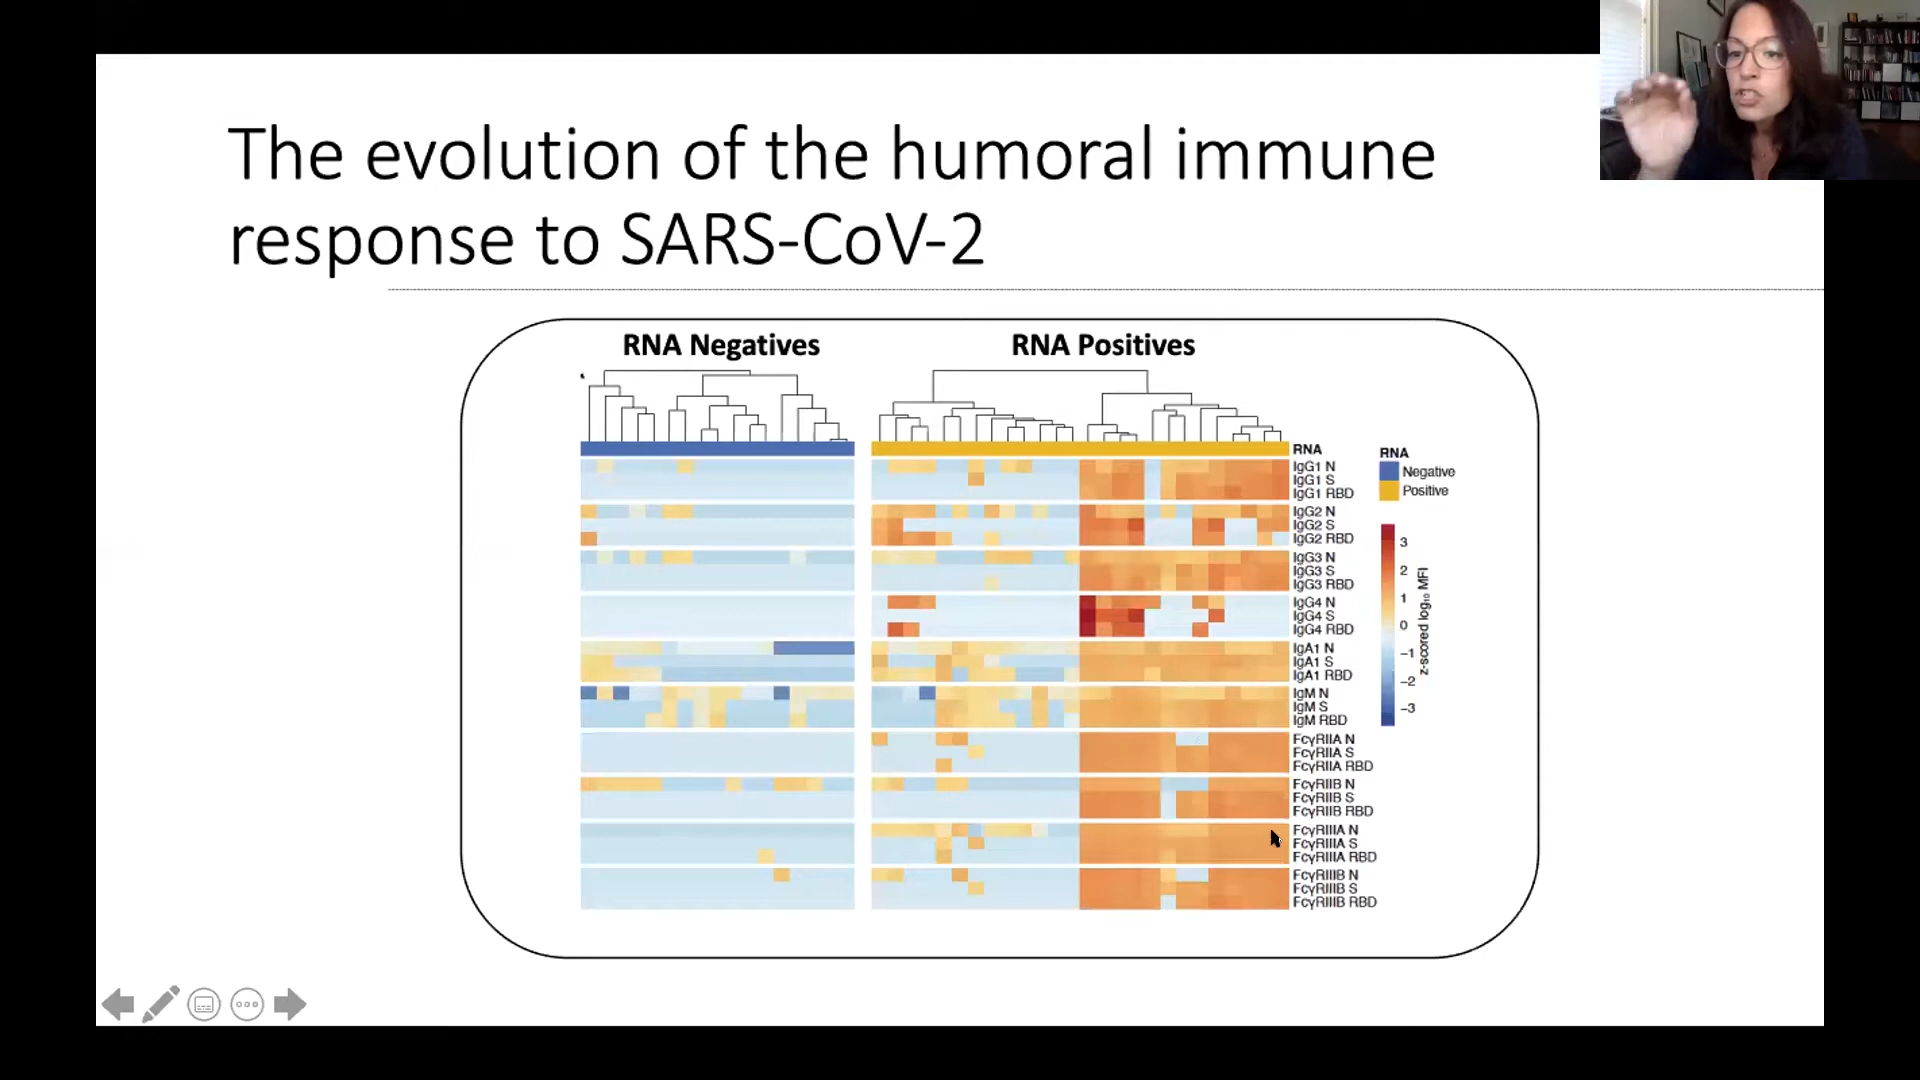 The evolution of the humoral immune
response to SARS-CoV-2
RNA Negatives
RNA Positives
RNA
IgG1 N
IgG1 S
IgG1 RBD
IgG2 N
IgG2 S
IgG2 RBD
IgG3 N
IgG3 S
IgG3 RBD
IgG4 N
IgG4 S
IgG4 RBD
IgA1 N
IgA1 S
IgA1 RBD
IgM N
IgM S
IgM RBD
FcγRIIA N
FcγRIIA S
FcγRIIA RBD
FcγRIIB N
FcγRIIB S
FcγRIIB RBD
FcγRIIIA N
FcγRIIIA S
FcγRIIIA RBD
FcγRIIIB N
FcγRIIIB S
FcγRIIIB RBD
RNA
Negative
Positive
3
2
1
0
−1
−2
−3
z-scored log₁₀ MFI